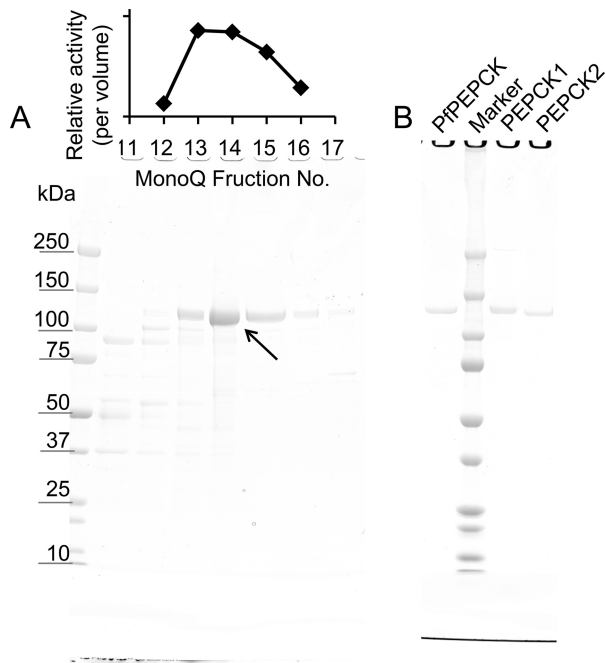 Relative activity
(per volume)
A
11 12 13 14 15 16 17
MonoQ Fruction No.
kDa
250
150
100
75
50
37
25
10
B
PfPEPCK
Marker
PEPCK1
PEPCK2